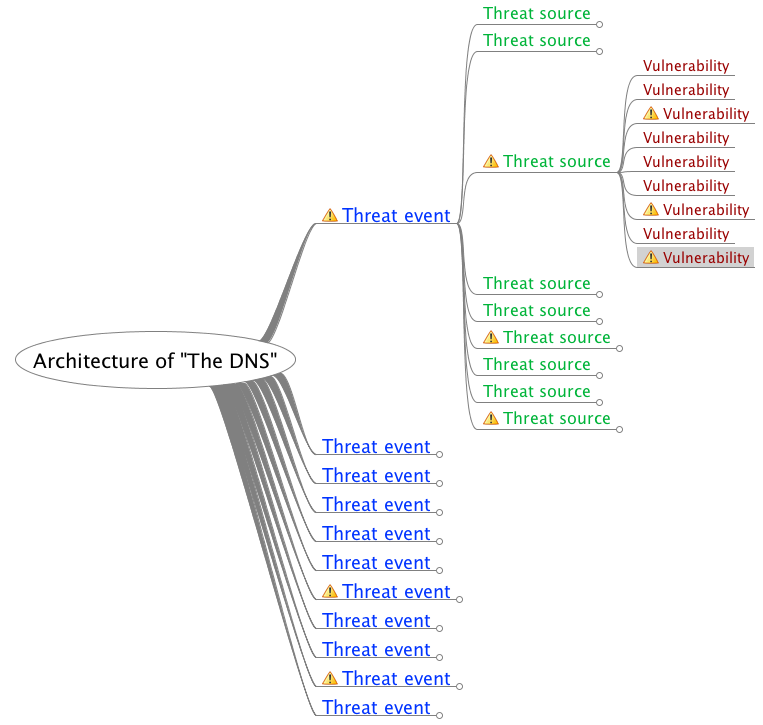 Threat source
Threat source
Vulnerability
Vulnerability
Vulnerability
Vulnerability
Threat source
Vulnerability
Vulnerability
Vulnerability
Threat event
Vulnerability
Vulnerability
Threat source
Threat source
Threat source
Architecture of "The DNS"
Threat source
Threat source
Threat source
Threat event
Threat event
Threat event
Threat event
Threat event
Threat event
Threat event
Threat event
Threat event
Threat event